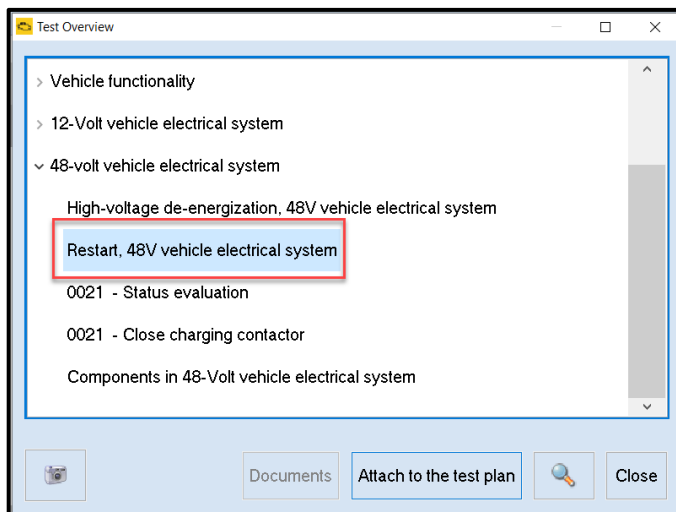 Test Overview
Vehicle functionality
12-Volt vehicle electrical system
48-volt vehicle electrical system
High-voltage de-energization, 48V vehicle electrical system
Restart, 48V vehicle electrical system
0021 - Status evaluation
0021 - Close charging contactor
Components in 48-Volt vehicle electrical system
Documents
Attach to the test plan
Close